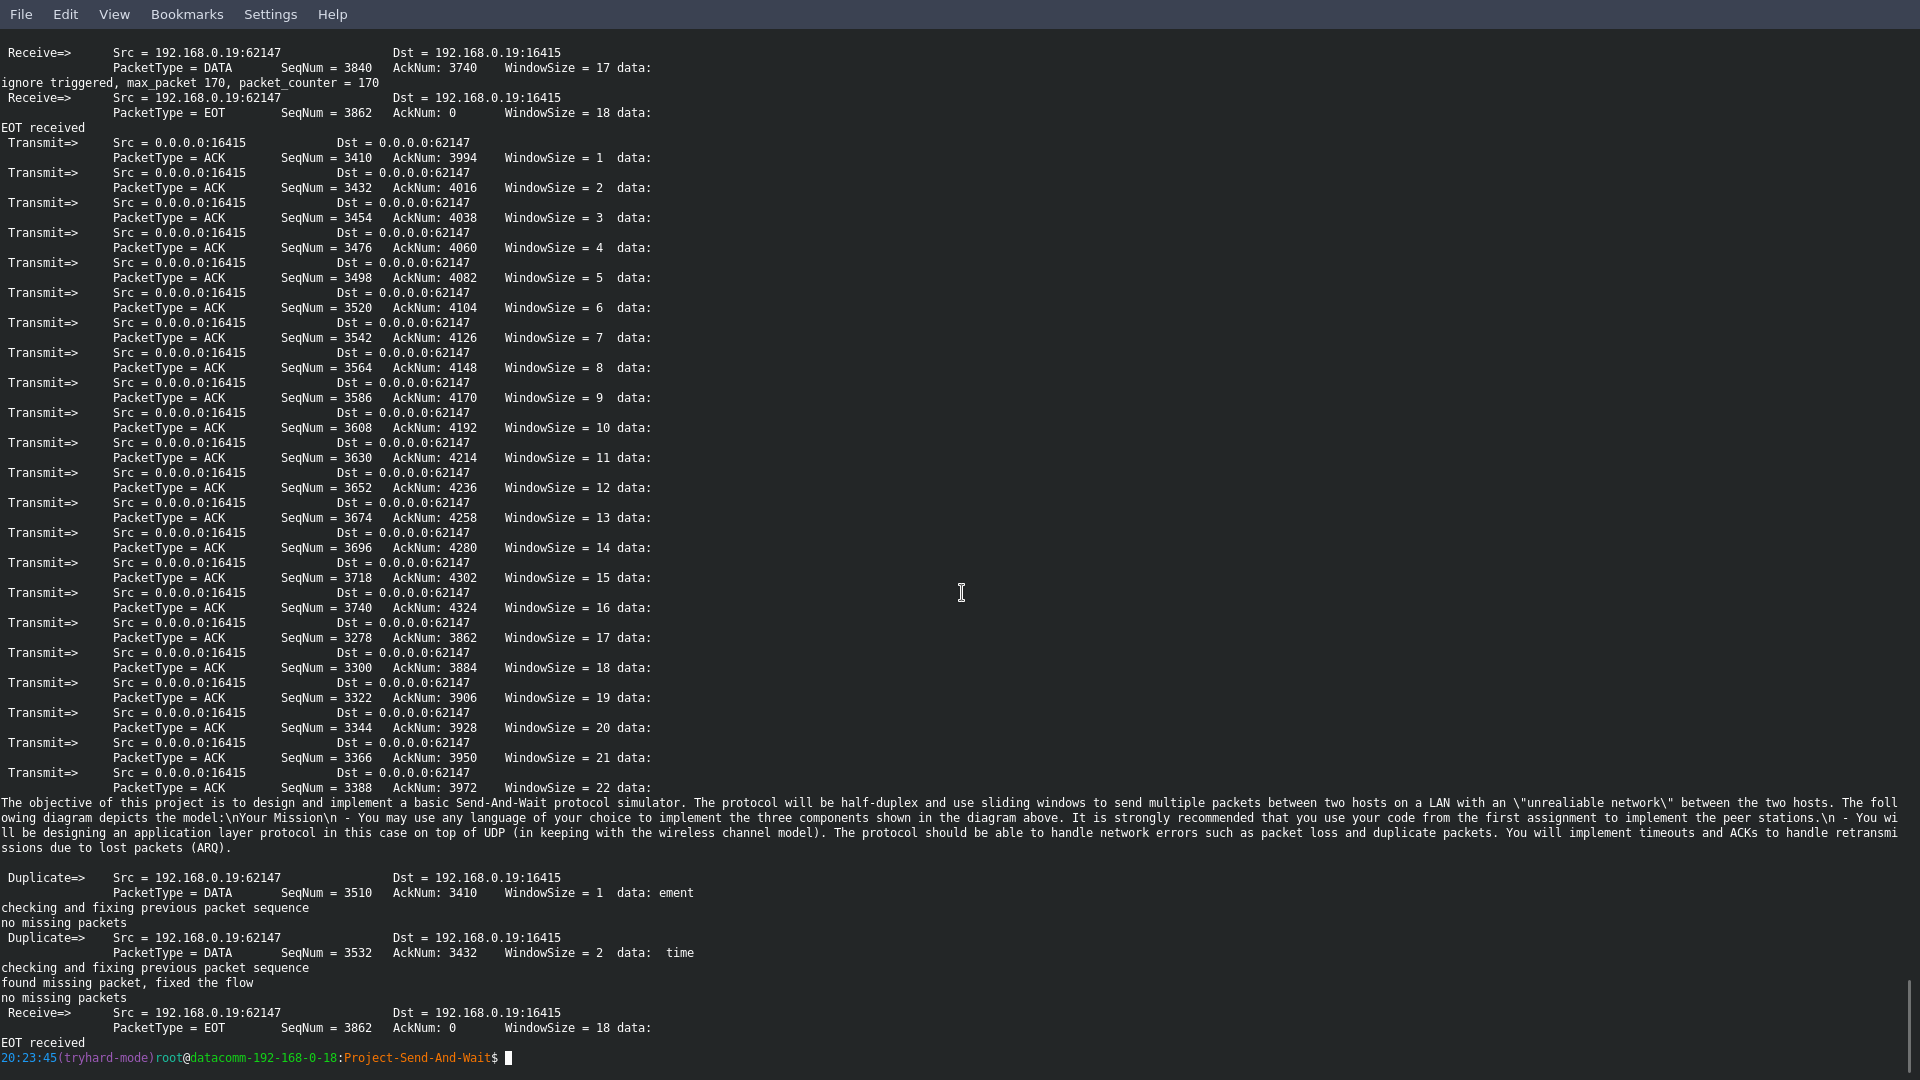 File Edit View Bookmarks Settings Help
Receive=> Src = 192.168.0.19:62147 Dst = 192.168.0.19:16415
PacketType = DATA SeqNum = 3840 AckNum: 3740 WindowSize = 17 data:
ignore triggered, max_packet 170, packet_counter = 170
Receive=> Src = 192.168.0.19:62147 Dst = 192.168.0.19:16415
PacketType = EOT SeqNum = 3862 AckNum: 0 WindowSize = 18 data:
EOT received
Transmit=> Src = 0.0.0.0:16415 Dst = 0.0.0.0:62147
PacketType = ACK SeqNum = 3410 AckNum: 3994 WindowSize = 1 data:
Transmit=> Src = 0.0.0.0:16415 Dst = 0.0.0.0:62147
PacketType = ACK SeqNum = 3432 AckNum: 4016 WindowSize = 2 data:
Transmit=> Src = 0.0.0.0:16415 Dst = 0.0.0.0:62147
PacketType = ACK SeqNum = 3454 AckNum: 4038 WindowSize = 3 data:
Transmit=> Src = 0.0.0.0:16415 Dst = 0.0.0.0:62147
PacketType = ACK SeqNum = 3476 AckNum: 4060 WindowSize = 4 data:
Transmit=> Src = 0.0.0.0:16415 Dst = 0.0.0.0:62147
PacketType = ACK SeqNum = 3498 AckNum: 4082 WindowSize = 5 data:
Transmit=> Src = 0.0.0.0:16415 Dst = 0.0.0.0:62147
PacketType = ACK SeqNum = 3520 AckNum: 4104 WindowSize = 6 data:
Transmit=> Src = 0.0.0.0:16415 Dst = 0.0.0.0:62147
PacketType = ACK SeqNum = 3542 AckNum: 4126 WindowSize = 7 data:
Transmit=> Src = 0.0.0.0:16415 Dst = 0.0.0.0:62147
PacketType = ACK SeqNum = 3564 AckNum: 4148 WindowSize = 8 data:
Transmit=> Src = 0.0.0.0:16415 Dst = 0.0.0.0:62147
PacketType = ACK SeqNum = 3586 AckNum: 4170 WindowSize = 9 data:
Transmit=> Src = 0.0.0.0:16415 Dst = 0.0.0.0:62147
PacketType = ACK SeqNum = 3608 AckNum: 4192 WindowSize = 10 data:
Transmit=> Src = 0.0.0.0:16415 Dst = 0.0.0.0:62147
PacketType = ACK SeqNum = 3630 AckNum: 4214 WindowSize = 11 data:
Transmit=> Src = 0.0.0.0:16415 Dst = 0.0.0.0:62147
PacketType = ACK SeqNum = 3652 AckNum: 4236 WindowSize = 12 data:
Transmit=> Src = 0.0.0.0:16415 Dst = 0.0.0.0:62147
PacketType = ACK SeqNum = 3674 AckNum: 4258 WindowSize = 13 data:
Transmit=> Src = 0.0.0.0:16415 Dst = 0.0.0.0:62147
PacketType = ACK SeqNum = 3696 AckNum: 4280 WindowSize = 14 data:
Transmit=> Src = 0.0.0.0:16415 Dst = 0.0.0.0:62147
PacketType = ACK SeqNum = 3718 AckNum: 4302 WindowSize = 15 data:
Transmit=> Src = 0.0.0.0:16415 Dst = 0.0.0.0:62147
PacketType = ACK SeqNum = 3740 AckNum: 4324 WindowSize = 16 data:
Transmit=> Src = 0.0.0.0:16415 Dst = 0.0.0.0:62147
PacketType = ACK SeqNum = 3278 AckNum: 3862 WindowSize = 17 data:
Transmit=> Src = 0.0.0.0:16415 Dst = 0.0.0.0:62147
PacketType = ACK SeqNum = 3300 AckNum: 3884 WindowSize = 18 data:
Transmit=> Src = 0.0.0.0:16415 Dst = 0.0.0.0:62147
PacketType = ACK SeqNum = 3322 AckNum: 3906 WindowSize = 19 data:
Transmit=> Src = 0.0.0.0:16415 Dst = 0.0.0.0:62147
PacketType = ACK SeqNum = 3344 AckNum: 3928 WindowSize = 20 data:
Transmit=> Src = 0.0.0.0:16415 Dst = 0.0.0.0:62147
PacketType = ACK SeqNum = 3366 AckNum: 3950 WindowSize = 21 data:
Transmit=> Src = 0.0.0.0:16415 Dst = 0.0.0.0:62147
PacketType = ACK SeqNum = 3388 AckNum: 3972 WindowSize = 22 data:
The objective of this project is to design and implement a basic Send-And-Wait protocol simulator. The protocol will be half-duplex and use sliding windows to send multiple packets between two hosts on a LAN with an \"unreliable network\" between the two hosts. The foll
owing diagram depicts the model:\nYour Mission\n - You may use any language of your choice to implement the three components shown in the diagram above. It is strongly recommended that you use your code from the first assignment to implement the peer stations.\n - You wi
ll be designing an application layer protocol in this case on top of UDP (in keeping with the wireless channel model). The protocol should be able to handle network errors such as packet loss and duplicate packets. You will implement timeouts and ACKs to handle retransmi
ssions due to lost packets (ARQ).
Duplicate=> Src = 192.168.0.19:62147 Dst = 192.168.0.19:16415
PacketType = DATA SeqNum = 3510 AckNum: 3410 WindowSize = 1 data: ement
checking and fixing previous packet sequence
no missing packets
Duplicate=> Src = 192.168.0.19:62147 Dst = 192.168.0.19:16415
PacketType = DATA SeqNum = 3532 AckNum: 3432 WindowSize = 2 data:  time
checking and fixing previous packet sequence
found missing packet, fixed the flow
no missing packets
Receive=> Src = 192.168.0.19:62147 Dst = 192.168.0.19:16415
PacketType = EOT SeqNum = 3862 AckNum: 0 WindowSize = 18 data:
EOT received
20:23:45(tryhard-mode)root@datacomm-192-168-0-18:Project-Send-And-Wait$